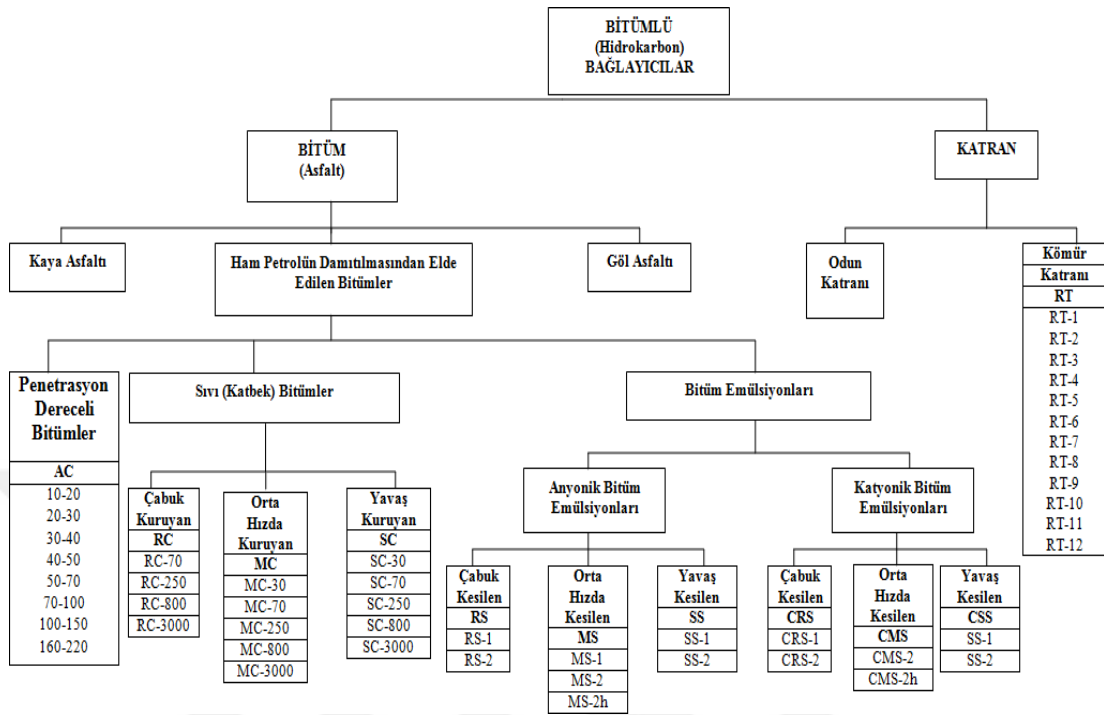 BİTÜMLÜ
(Hidrokarbon)
BAĞLAYICILAR
BİTÜM
(Asfalt)
KATRAN
Kaya Asfaltı
Ham Petrolün Damıtılmasından Elde
Edilen Bitümler
Göl Asfaltı
Odun
Katranı
Kömür
Katranı
RT
RT-1
RT-2
RT-3
RT-4
RT-5
RT-6
RT-7
RT-8
RT-9
RT-10
RT-11
RT-12
Penetrasyon
Dereceli
Bitümler
AC
10-20
20-30
30-40
40-50
50-70
70-100
100-150
160-220
Sıvı (Katbek) Bitümler
Çabuk
Kuruyan
RC
RC-70
RC-250
RC-800
RC-3000
Orta
Hızda
Kuruyan
MC
MC-30
MC-70
MC-250
MC-800
MC-3000
Yavaş
Kuruyan
SC
SC-30
SC-70
SC-250
SC-800
SC-3000
Bitüm Emülsiyonları
Anyonik Bitüm
Emülsiyonları
Çabuk
Kesilen
RS
RS-1
RS-2
Orta
Hızda
Kesilen
MS
MS-1
MS-2
MS-2h
Yavaş
Kesilen
SS
SS-1
SS-2
Katyonik Bitüm
Emülsiyonları
Çabuk
Kesilen
CRS
CRS-1
CRS-2
Orta
Hızda
Kesilen
CMS
CMS-2
CMS-2h
Yavaş
Kesilen
CSS
SS-1
SS-2